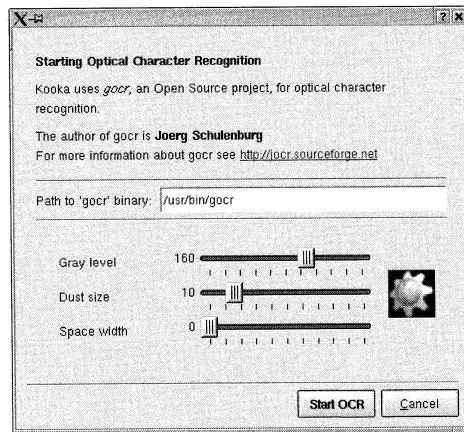 Starting Optical Character Recognition
Kooka uses gocr, an Open Source project, for optical character
recognition.
The author of gocr is Joerg Schulenburg
For more information about gocr see http://jocr.sourceforge.net
Path to 'gocr' binary: /usr/bin/gocr
Gray level 160
Dust size 10
Space width 0
Start OCR Cancel